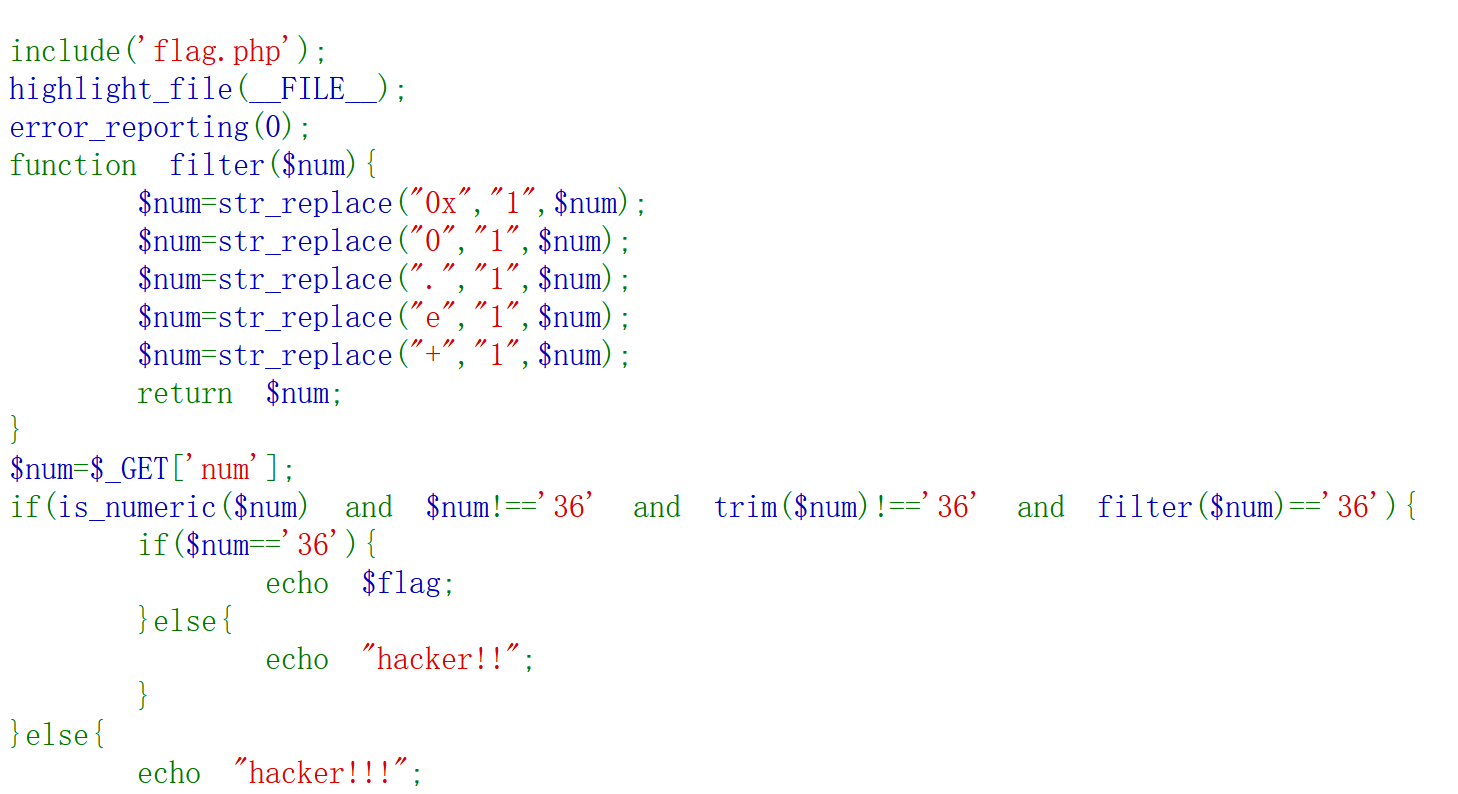 include('flag.php');
highlight_file(__FILE__);
error_reporting(0);
function filter($num){
        $num=str_replace("0x","1",$num);
        $num=str_replace("0","1",$num);
        $num=str_replace(".","1",$num);
        $num=str_replace("e","1",$num);
        $num=str_replace("+","1",$num);
        return $num;
}
$num=$_GET['num'];
if(is_numeric($num) and $num!=='36' and trim($num)!=='36' and filter($num)=='36'){
        if($num=='36'){
                echo $flag;
        }else{
                echo "hacker!!";
        }
}else{
        echo "hacker!!!";